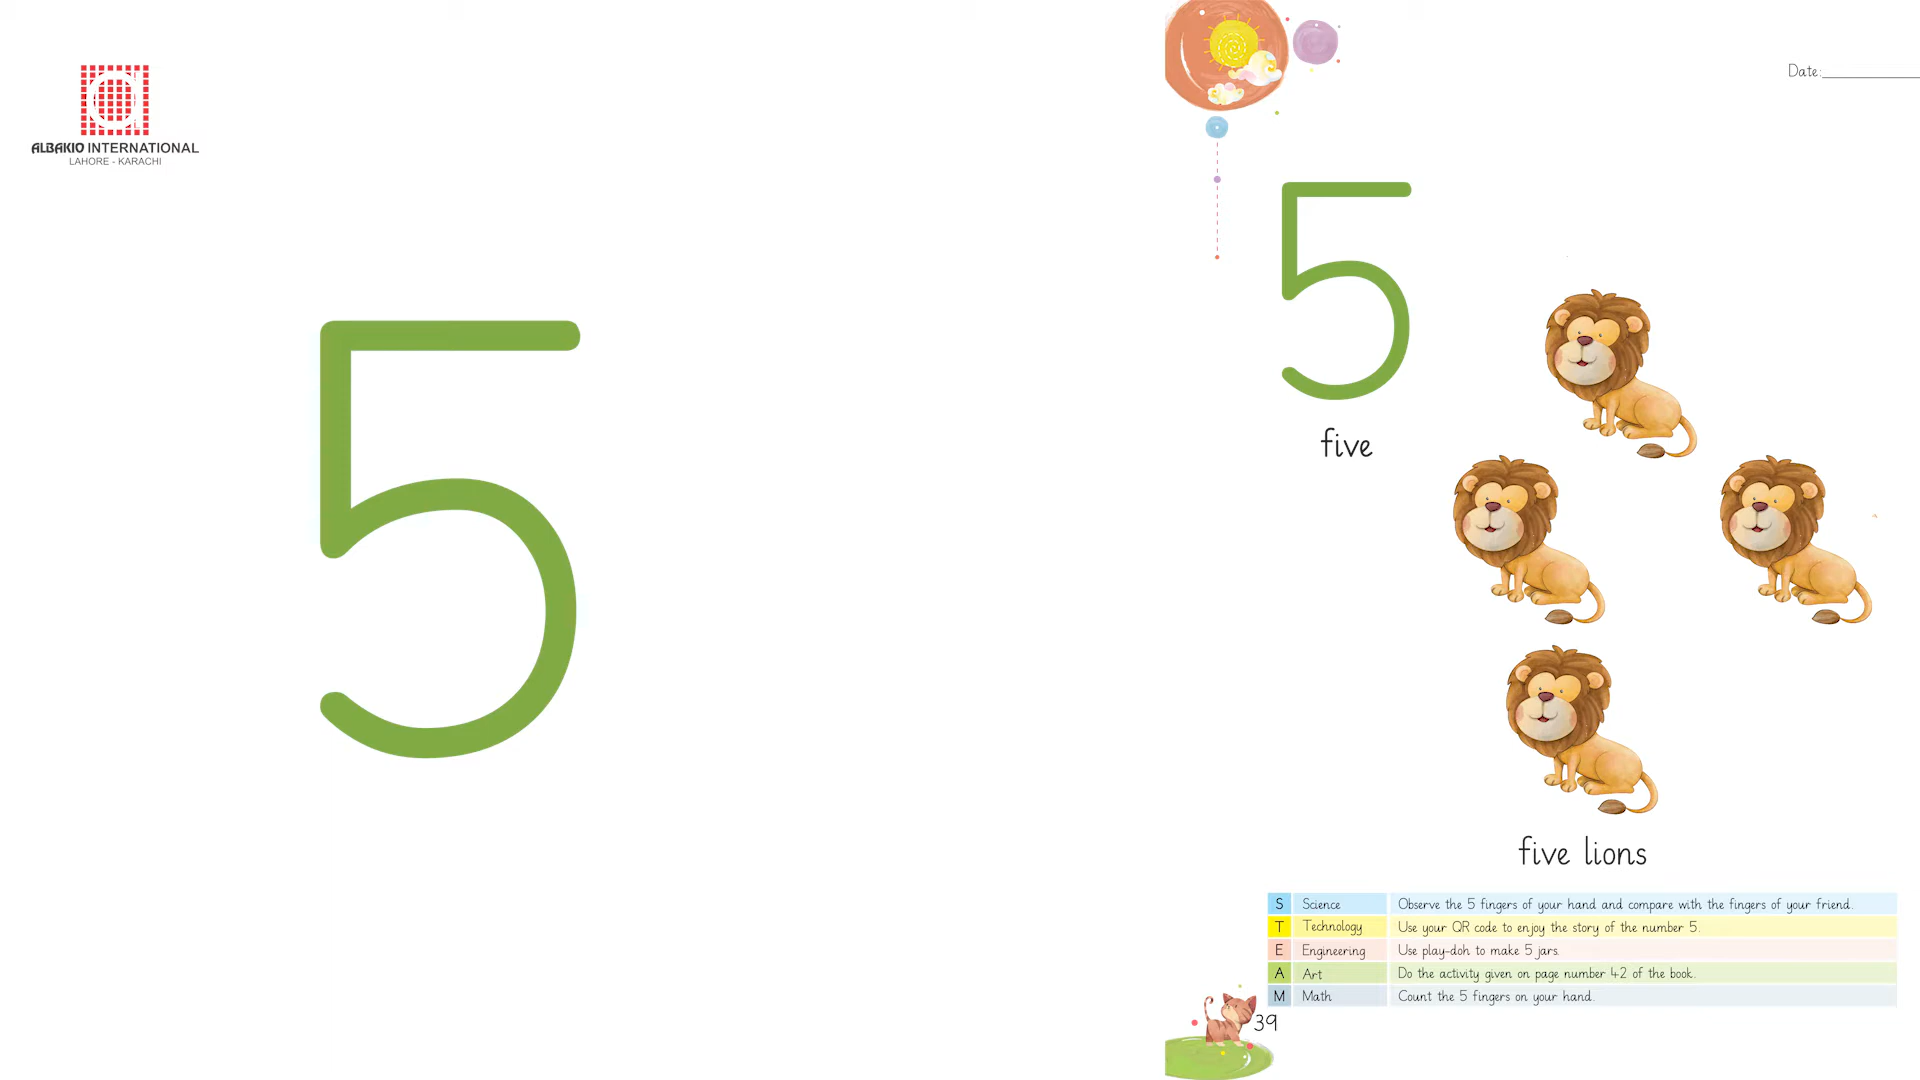 ALBAKIO INTERNATIONAL
LAHORE - KARACHI
5
Date:
5
five
five lions
S Science Observe the 5 fingers of your hand and compare with the fingers of your friend.
T Technology Use your QR code to enjoy the story of the number 5.
E Engineering Use play-doh to make 5 jars.
A Art Do the activity given on page number 42 of the book.
M Math Count the 5 fingers on your hand.
39